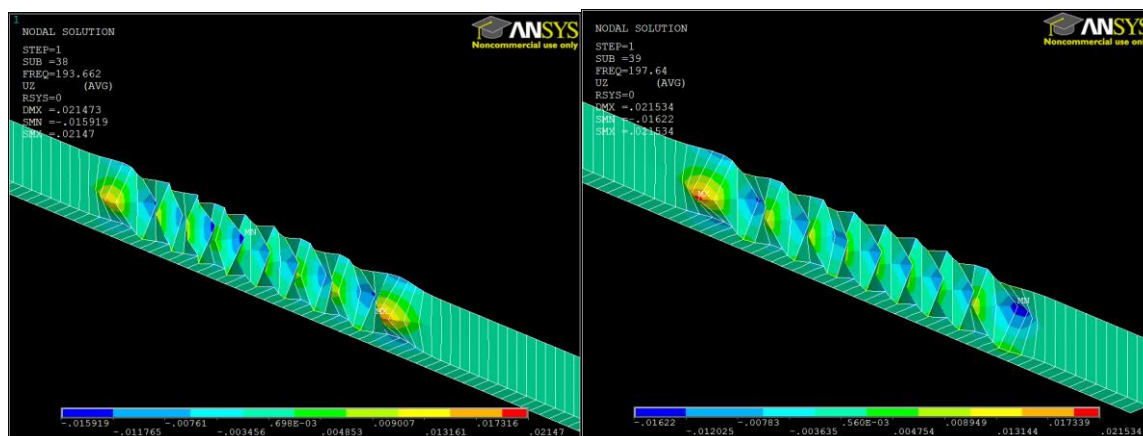 1
NODAL SOLUTION
STEP=1
SUB =38
FREQ=193.662
UZ (AVG)
RSYS=0
DMX =.021473
SMN =-.015919
SMX =.02147
ANSYS
Noncommercial use only
MN
MX
-.015919 -.00761 .698E-03 .009007 .017316
-.011765 -.003456 .004853 .013161 .02147
NODAL SOLUTION
STEP=1
SUB =39
FREQ=197.64
UZ (AVG)
RSYS=0
DMX =.021534
SMN =-.01622
SMX =.021534
ANSYS
Noncommercial use only
MX
MN
-.01622 -.00783 .560E-03 .008949 .017339
-.012025 -.003635 .004754 .013144 .021534